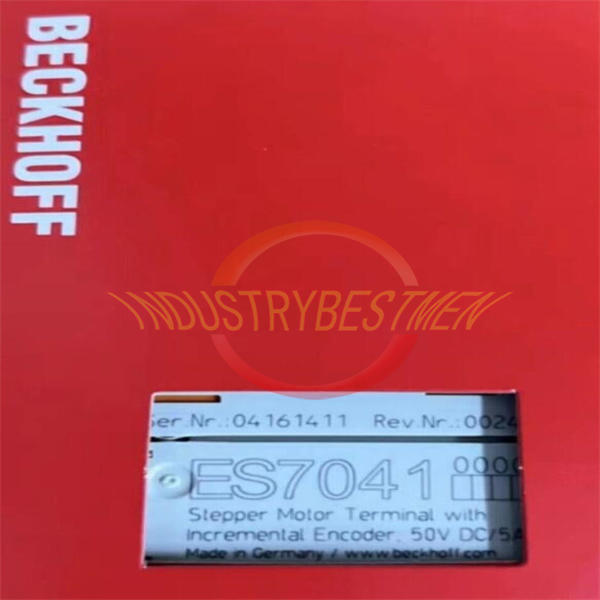 BECKHOFF
INDUSTRYBESTMEN
Ser.Nr.:04161411 Rev.Nr.:0024
ES7041 0000
Stepper Motor Terminal with
Incremental Encoder, 50V DC/5A
Made in Germany / www.beckhoff.com